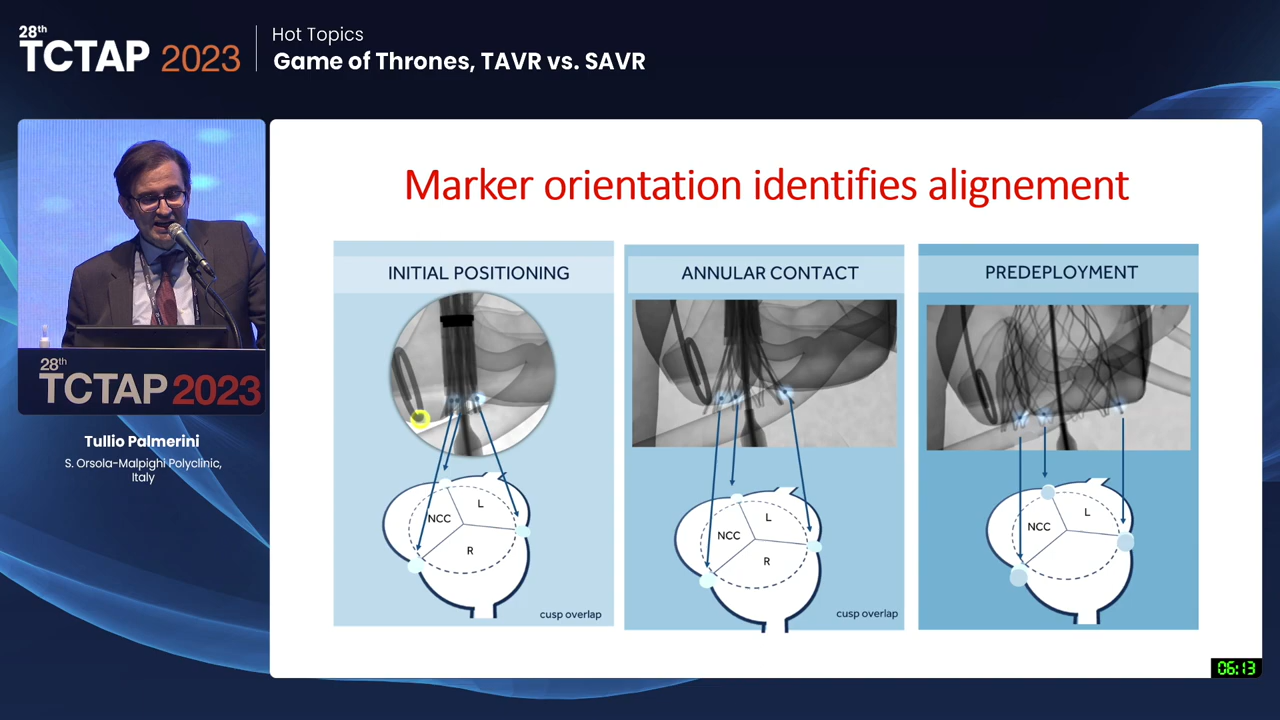 28th
TCTAP 2023
Hot Topics
Game of Thrones, TAVR vs. SAVR
28th
TCTAP 2023
Tullio Palmerini
S. Orsola-Malpighi Polyclinic,
Italy
Marker orientation identifies alignement
INITIAL POSITIONING
L
NCC
R
cusp overlap
ANNULAR CONTACT
L
NCC
R
cusp overlap
PREDEPLOYMENT
L
NCC
06:13